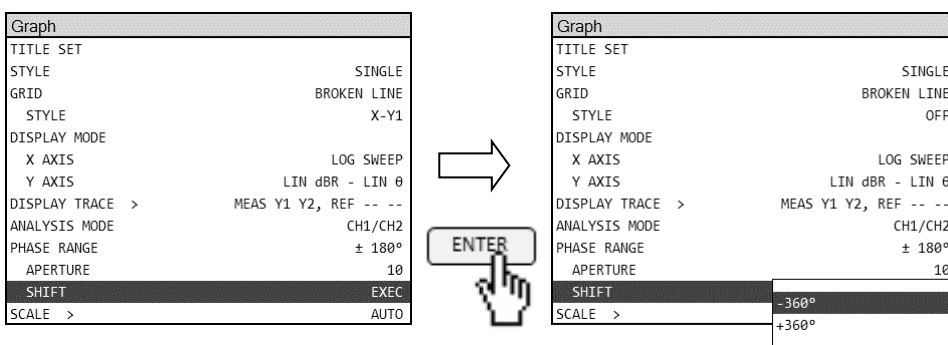 Graph
TITLE SET
STYLE SINGLE
GRID BROKEN LINE
STYLE X-Y1
DISPLAY MODE
X AXIS LOG SWEEP
Y AXIS LIN dBR - LIN θ
DISPLAY TRACE > MEAS Y1 Y2, REF -- --
ANALYSIS MODE CH1/CH2
PHASE RANGE ± 180°
APERTURE 10
SHIFT EXEC
SCALE > AUTO
ENTER
Graph
TITLE SET
STYLE SINGLE
GRID BROKEN LINE
STYLE OFF
DISPLAY MODE
X AXIS LOG SWEEP
Y AXIS LIN dBR - LIN θ
DISPLAY TRACE > MEAS Y1 Y2, REF -- --
ANALYSIS MODE CH1/CH2
PHASE RANGE ± 180°
APERTURE 10
SHIFT
-360°
SCALE >
+360°